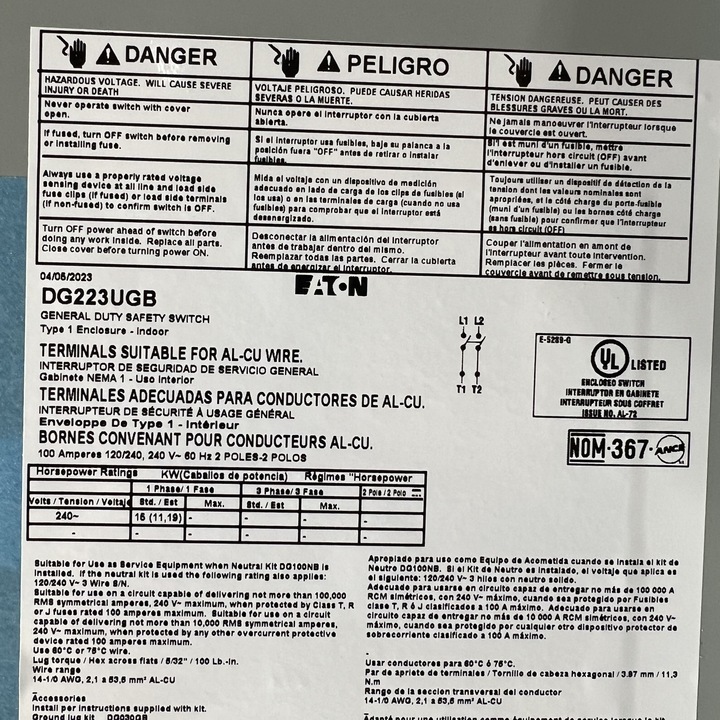 DANGER
HAZARDOUS VOLTAGE. WILL CAUSE SEVERE
INJURY OR DEATH
Never operate switch with cover
open.
If fused, turn OFF switch before removing
or installing fuse.
Always use a properly rated voltage
sensing device at all line and load side
fuse clips (if fused) or load side terminals
(if non-fused) to confirm switch is OFF.
Turn OFF power ahead of switch before
doing any work inside. Replace all parts.
Close cover before turning power ON.
PELIGRO
VOLTAJE PELIGROSO. PUEDE CAUSAR HERIDAS
SEVERAS O LA MUERTE.
Nunca opere el interruptor con la cubierta
abierta.
Si el interruptor usa fusibles, baje su palanca a la
posición fuera "OFF" antes de retirar o instalar
fusibles.
Mida el voltaje con un dispositivo de medición
adecuado en lado de carga de los clips de fusibles (si
los usa) o en las terminales de carga (cuando no usa
fusibles) para comprobar que el interruptor está
desenergizado.
Desconectar la alimentación del interruptor
antes de trabajar dentro del mismo.
Reemplazar todas las partes. Cerrar la cubierta
antes de energizar el interruptor.
DANGER
TENSION DANGEREUSE. PEUT CAUSER DES
BLESSURES GRAVES OU LA MORT.
Ne jamais manoeuvrer l'interrupteur lorsque
le couvercle est ouvert.
S'il est muni d'un fusible, mettre
l'interrupteur hors circuit (OFF) avant
d'enlever ou d'installer un fusible.
Toujours utiliser un dispositif de détection de la
tension dont les valeurs nominales sont
apropriées, et le côté charge du porte-fusible
(muni d'un fusible) ou les bornes côté charge
(sans fusible) pour confirmer que l'interrupteur
es hors circuit (OFF)
Couper l'alimentation en amont de
l'interrupteur avant toute intervention.
Remplacer les pièces. Fermer le
couvercle avant de remettre sous tension.
04/05/2023
EATON
DG223UGB
GENERAL DUTY SAFETY SWITCH
Type 1 Enclosure - Indoor
TERMINALS SUITABLE FOR AL-CU WIRE.
INTERRUPTOR DE SEGURIDAD DE SERVICIO GENERAL
Gabinete NEMA 1 - Uso Interior
TERMINALES ADECUADAS PARA CONDUCTORES DE AL-CU.
INTERRUPTEUR DE SÉCURITÉ À USAGE GÉNÉRAL
Enveloppe De Type 1 - Intérieur
BORNES CONVENANT POUR CONDUCTEURS AL-CU.
100 Amperes 120/240, 240 V~ 60 Hz 2 POLES-2 POLOS
L1 L2
T1 T2
E-5289-G
UL LISTED
ENCLOSED SWITCH
INTERRUPTOR EN GABINETE
INTERRUPTEUR SOUS COFFRET
ISSUE NO. AL-72
NOM-367-ANCE
Horsepower Ratings KW(Caballos de potencia) Régimes "Horsepower
1 Phase/ 1 Fase 3 Phase/ 3 Fase 2 Pole / 2 Polo
Volts / Tension / Voltaje Std. / Est Max. Std. / Est Max.
240~ 15 (11,19) - - - -
- - - - - -
Suitable for Use as Service Equipment when Neutral Kit DG100NB is
installed. If the neutral kit is used the following rating also applies:
120/240 V~ 3 Wire S/N.
Suitable for use on a circuit capable of delivering not more than 100,000
RMS symmetrical amperes, 240 V~ maximum, when protected by Class T, R
or J fuses rated 100 amperes maximum. Suitable for use on a circuit
capable of delivering not more than 10,000 RMS symmetrical amperes,
240 V~ maximum, when protected by any other overcurrent protective
device rated 100 amperes maximum.
Use 60°C or 75°C wire.
Lug torque / Hex across flats / 5/32" / 100 Lb.-In.
Wire range
14-1/0 AWG, 2,1 a 53,5 mm² AL-CU
Accessories
Install per instructions supplied with kit.
Ground lug kit DG030GB
Apropriado para uso como Equipo de Acometida cuando se instala el kit de
Neutro DG100NB. Si el Kit de Neutro es instalado, el voltaje que aplica es
el siguiente: 120/240 V~ 3 hilos con neutro solido.
Adecuado para usarse en circuito capaz de entregar no más de 100 000 A
RCM simétricos, con 240 V~ máximo, cuando sea protegido por Fusibles
clase T, R ó J clasificados a 100 A máximo. Adecuado para usarse en
circuito capaz de entregar no más de 10 000 A RCM simétricos, con 240 V~
máximo, cuando sea protegido por cualquier otro dispositivo protector de
sobrecorriente clasificado a 100 A máximo.
Usar conductores para 60°C ó 75°C.
Par de apriete de terminales / Tornillo de cabeza hexagonal / 3.97 mm / 11,3
N.m
Rango de la seccion transversal del conductor
14-1/0 AWG, 2,1 a 53,5 mm² AL-CU